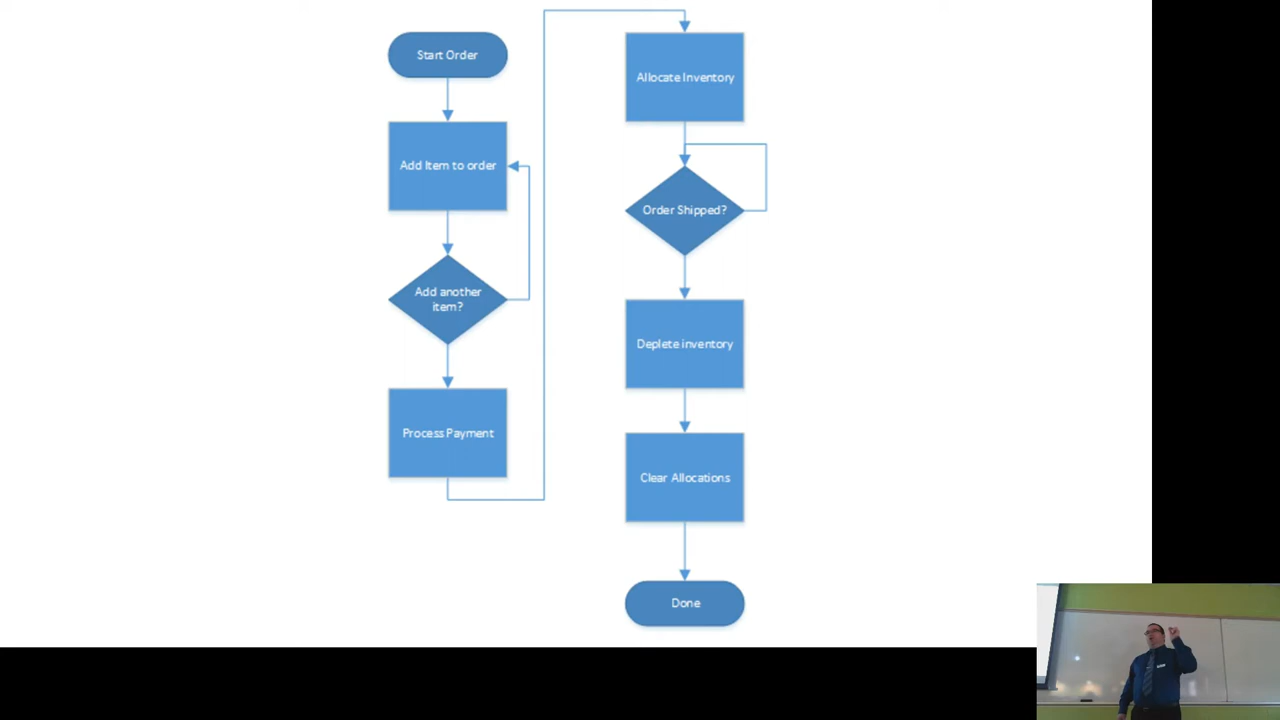 Start Order
Add Item to order
Add another
item?
Process Payment
Allocate Inventory
Order Shipped?
Deplete inventory
Clear Allocations
Done